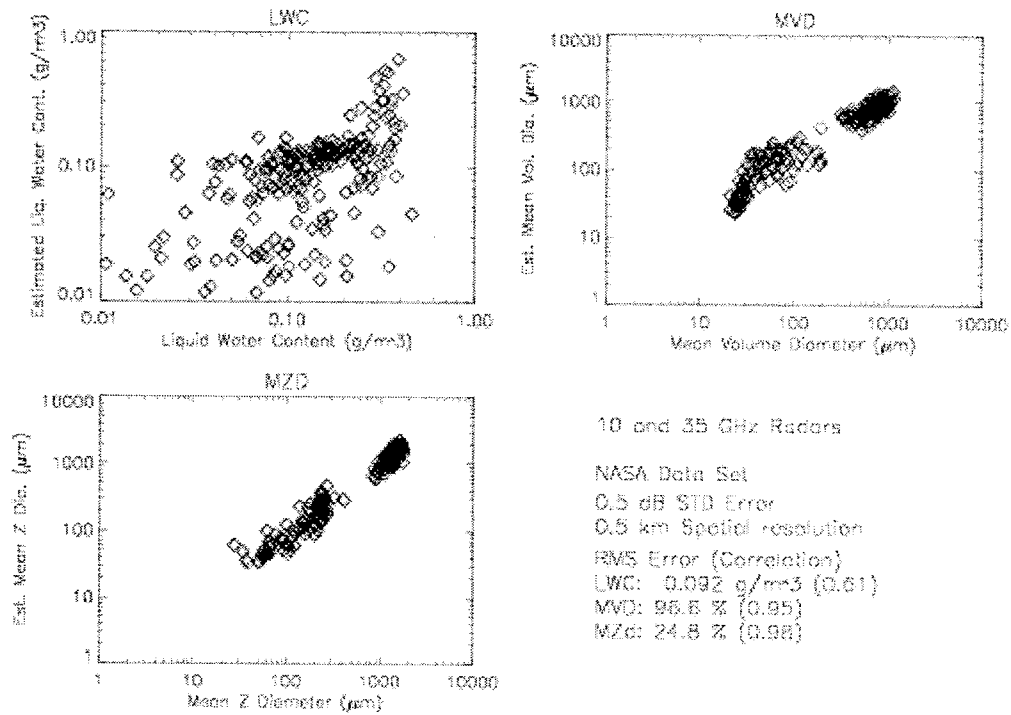 LWC
1.00
0.10
0.01
0.01 0.10 1.00
Estimated Liq. Water Cont. (g/m3)
Liquid Water Content (g/m3)
MVD
10000
1000
100
10
1
1 10 100 1000 10000
Est. Mean Vol. Dia. (μm)
Mean Volume Diameter (μm)
MZD
10000
1000
100
10
1
1 10 100 1000 10000
Est. Mean Z Dia. (μm)
Mean Z Diameter (μm)
10 and 35 GHz Radars
NASA Data Set
0.5 dB STD Error
0.5 km Spatial resolution
RMS Error (Correlation)
LWC: 0.092 g/m3 (0.61)
MVD: 96.6 % (0.95)
MZd: 24.8 % (0.98)